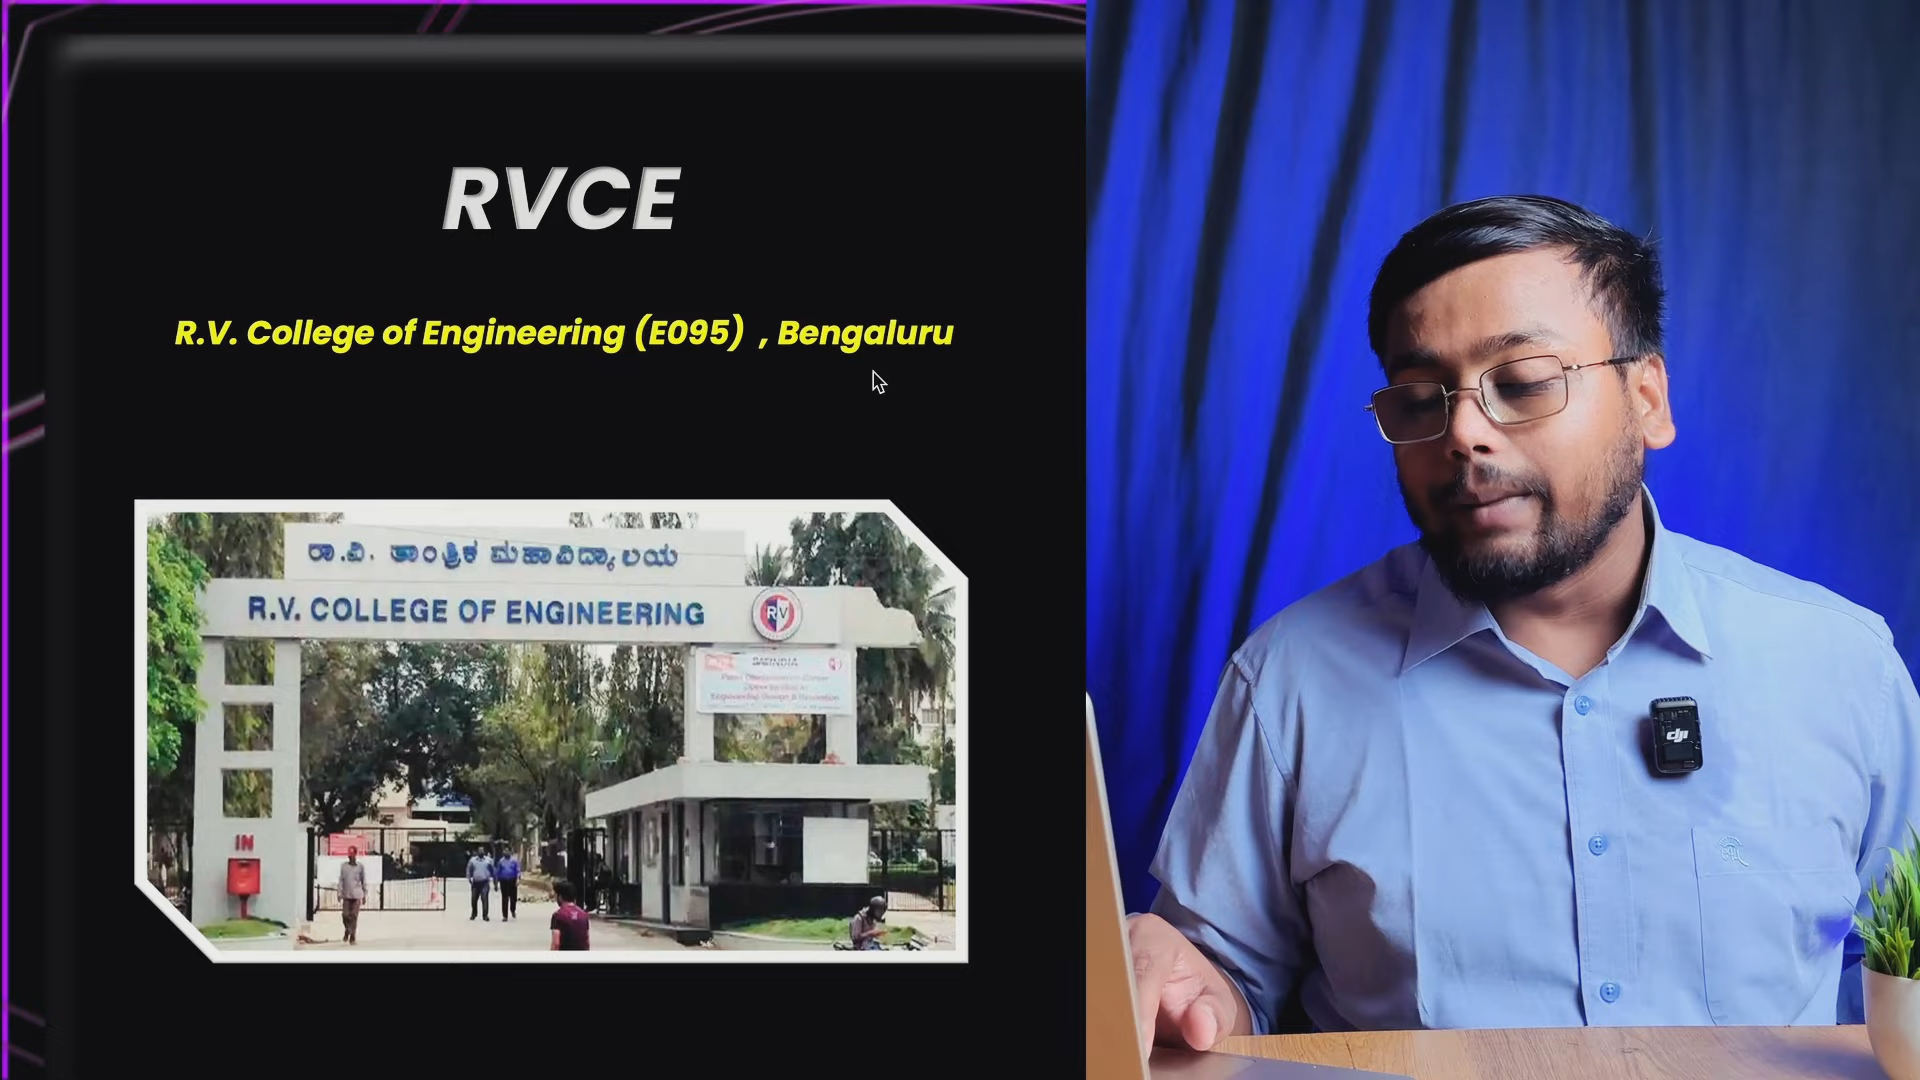 RVCE
R.V. College of Engineering (E095) , Bengaluru
ರಾ.ವಿ. ತಾಂತ್ರಿಕ ಮಹಾವಿದ್ಯಾಲಯ
R.V. COLLEGE OF ENGINEERING
RV
IN
dji